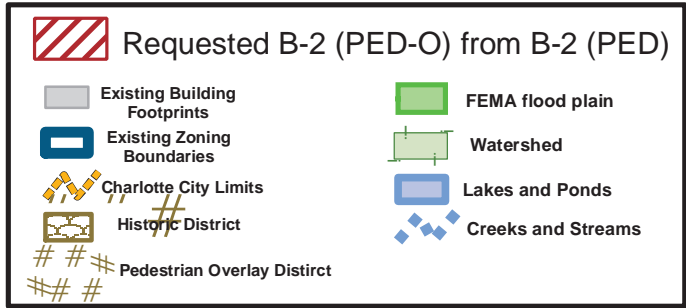 Requested B-2 (PED-O) from B-2 (PED)
Existing Building
Footprints
Existing Zoning
Boundaries
Charlotte City Limits
Historic District
Pedestrian Overlay Distirct
FEMA flood plain
Watershed
Lakes and Ponds
Creeks and Streams